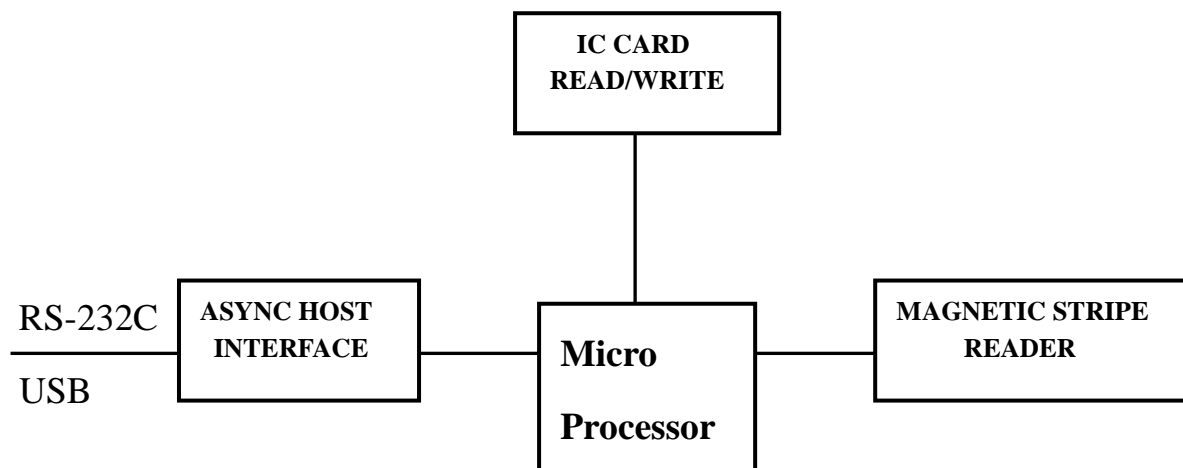 IC CARD
READ/WRITE
RS-232C
USB
ASYNC HOST
INTERFACE
Micro
Processor
MAGNETIC STRIPE
READER